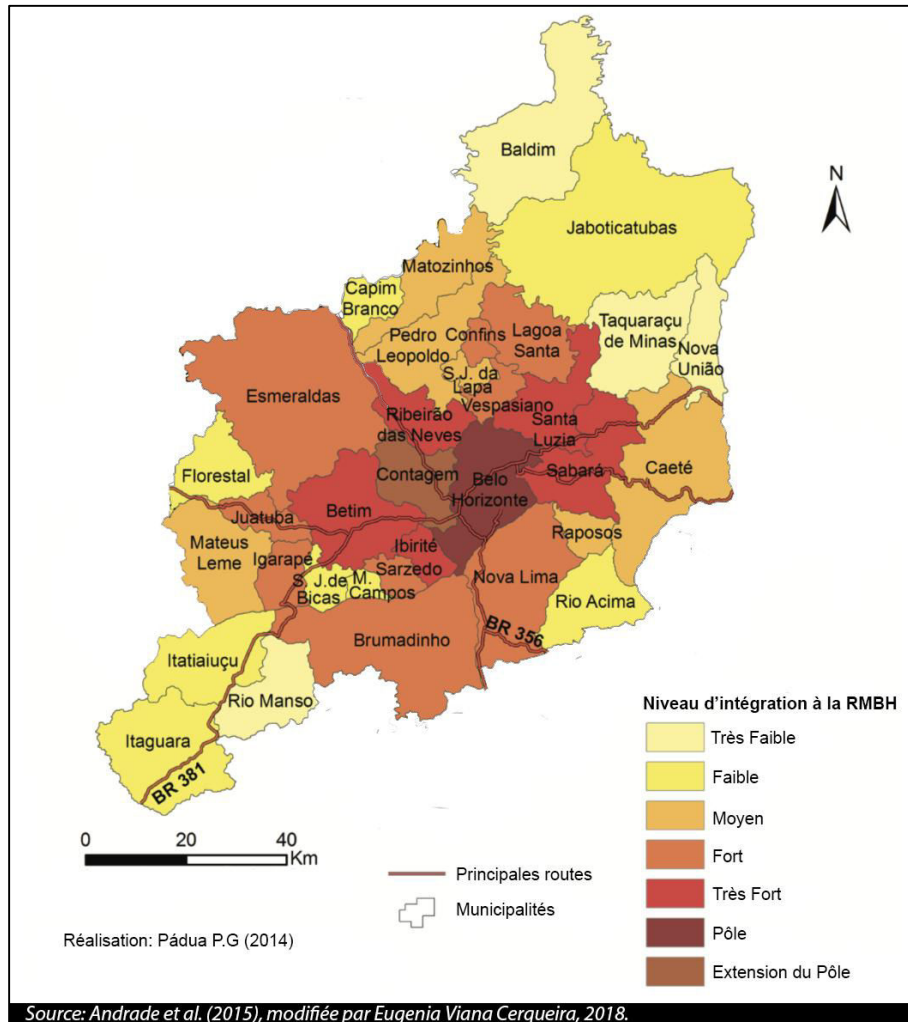 Baldim
N
Jaboticatubas
Matozinhos
Capim
Branco
Taquaraçu
de Minas
Nova
União
Pedro
Leopoldo
Confins
Lagoa
Santa
S.J. da
Lapa
Vespasiano
Esmeraldas
Ribeirão
das Neves
Santa
Luzia
Florestal
Contagem
Belo
Horizonte
Sabará
Caeté
Juatuba
Betim
Mateus
Leme
Igarapé
Ibirité
Sarzedo
Raposos
S. J.de
Bicas
M.
Campos
Nova Lima
Rio Acima
BR 356
Brumadinho
Itatiaiuçu
Rio Manso
Itaguara
BR 381
Niveau d'intégration à la RMBH
Très Faible
Faible
Moyen
Fort
Très Fort
Pôle
Extension du Pôle
0 20 40
Km
Principales routes
Municipalités
Réalisation: Pádua P.G (2014)
Source: Andrade et al. (2015), modifiée par Eugenia Viana Cerqueira, 2018.